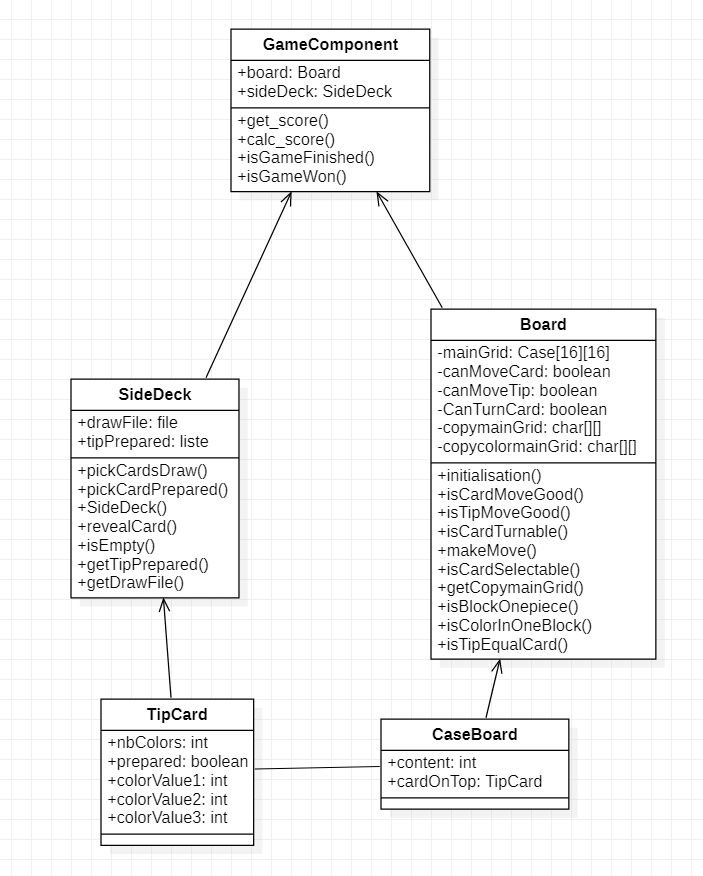 GameComponent
+board: Board
+sideDeck: SideDeck
+get_score()
+calc_score()
+isGameFinished()
+isGameWon()
Board
-mainGrid: Case[16][16]
-canMoveCard: boolean
-canMoveTip: boolean
-CanTurnCard: boolean
-copymainGrid: char[][]
-copycolormainGrid: char[][]
+initialisation()
+isCardMoveGood()
+isTipMoveGood()
+isCardTurnable()
+makeMove()
+isCardSelectable()
+getCopymainGrid()
+isBlockOnepiece()
+isColorInOneBlock()
+isTipEqualCard()
SideDeck
+drawFile: file
+tipPrepared: liste
+pickCardsDraw()
+pickCardPrepared()
+SideDeck()
+revealCard()
+isEmpty()
+getTipPrepared()
+getDrawFile()
TipCard
+nbColors: int
+prepared: boolean
+colorValue1: int
+colorValue2: int
+colorValue3: int
CaseBoard
+content: int
+cardOnTop: TipCard